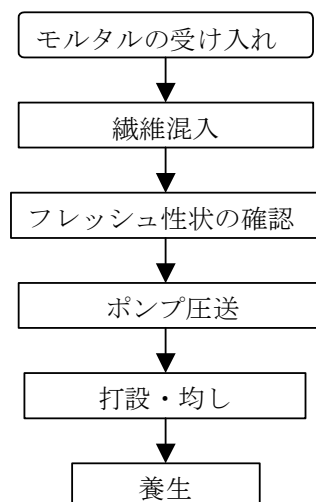 モルタルの受け入れ
繊維混入
フレッシュ性状の確認
ポンプ圧送
打設・均し
養生